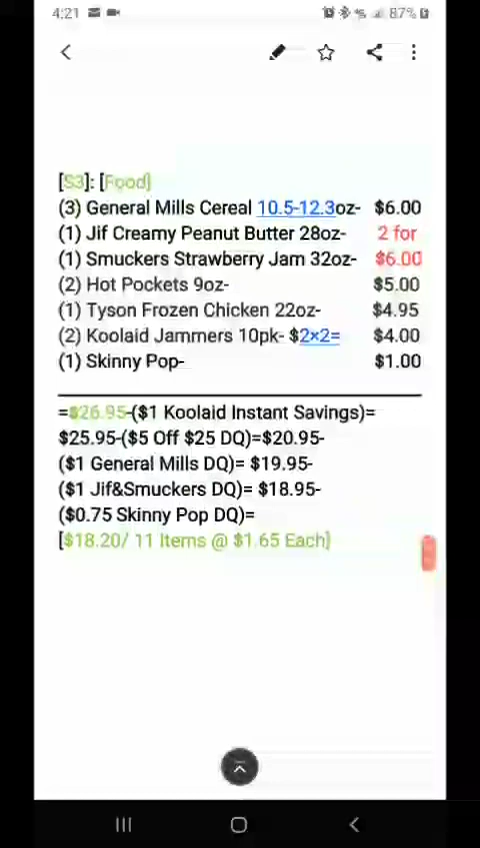 4:21 87%
[S3]: [Food]
(3) General Mills Cereal 10.5-12.3oz- $6.00
(1) Jif Creamy Peanut Butter 28oz- 2 for
(1) Smuckers Strawberry Jam 32oz- $6.00
(2) Hot Pockets 9oz- $5.00
(1) Tyson Frozen Chicken 22oz- $4.95
(2) Koolaid Jammers 10pk- $2×2= $4.00
(1) Skinny Pop- $1.00
=$26.95-($1 Koolaid Instant Savings)=
$25.95-($5 Off $25 DQ)=$20.95-
($1 General Mills DQ)= $19.95-
($1 Jif&Smuckers DQ)= $18.95-
($0.75 Skinny Pop DQ)=
[$18.20/ 11 Items @ $1.65 Each]